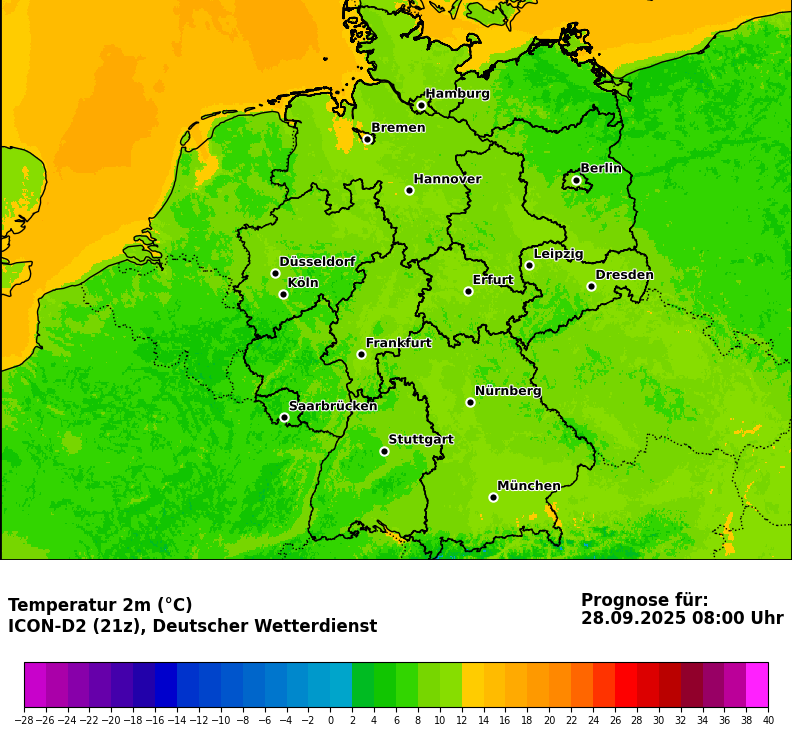 Hamburg
Bremen
Berlin
Hannover
Leipzig
Düsseldorf
Dresden
Köln
Erfurt
Frankfurt
Nürnberg
Saarbrücken
Stuttgart
München
Temperatur 2m (°C)
ICON-D2 (21z), Deutscher Wetterdienst
Prognose für:
28.09.2025 08:00 Uhr
−28 −26 −24 −22 −20 −18 −16 −14 −12 −10 −8 −6 −4 −2 0 2 4 6 8 10 12 14 16 18 20 22 24 26 28 30 32 34 36 38 40